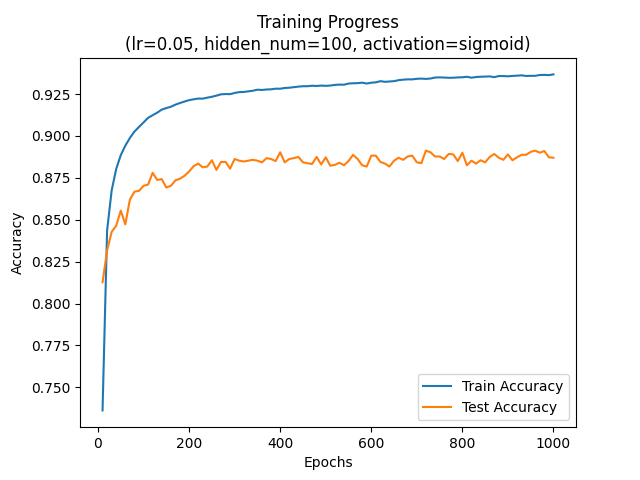 Training Progress
(lr=0.05, hidden_num=100, activation=sigmoid)
Accuracy
0.925
0.900
0.875
0.850
0.825
0.800
0.775
0.750
Train Accuracy
Test Accuracy
0
200
400
600
800
1000
Epochs